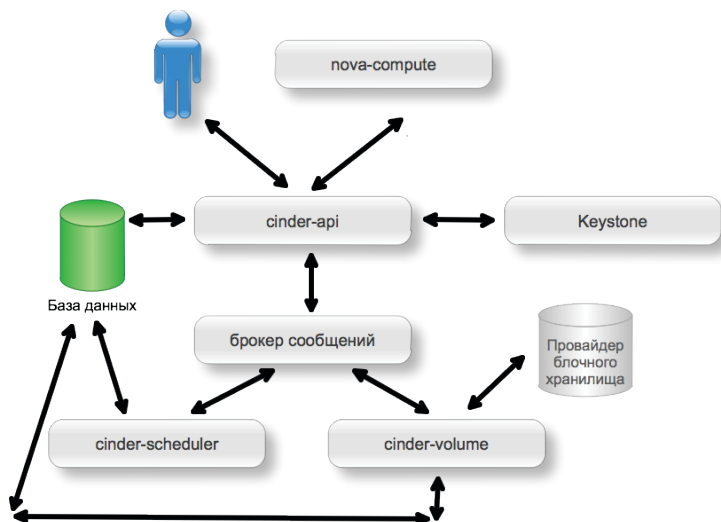 nova-compute
cinder-api
Keystone
База данных
брокер сообщений
Провайдер
блочного
хранилища
cinder-scheduler
cinder-volume